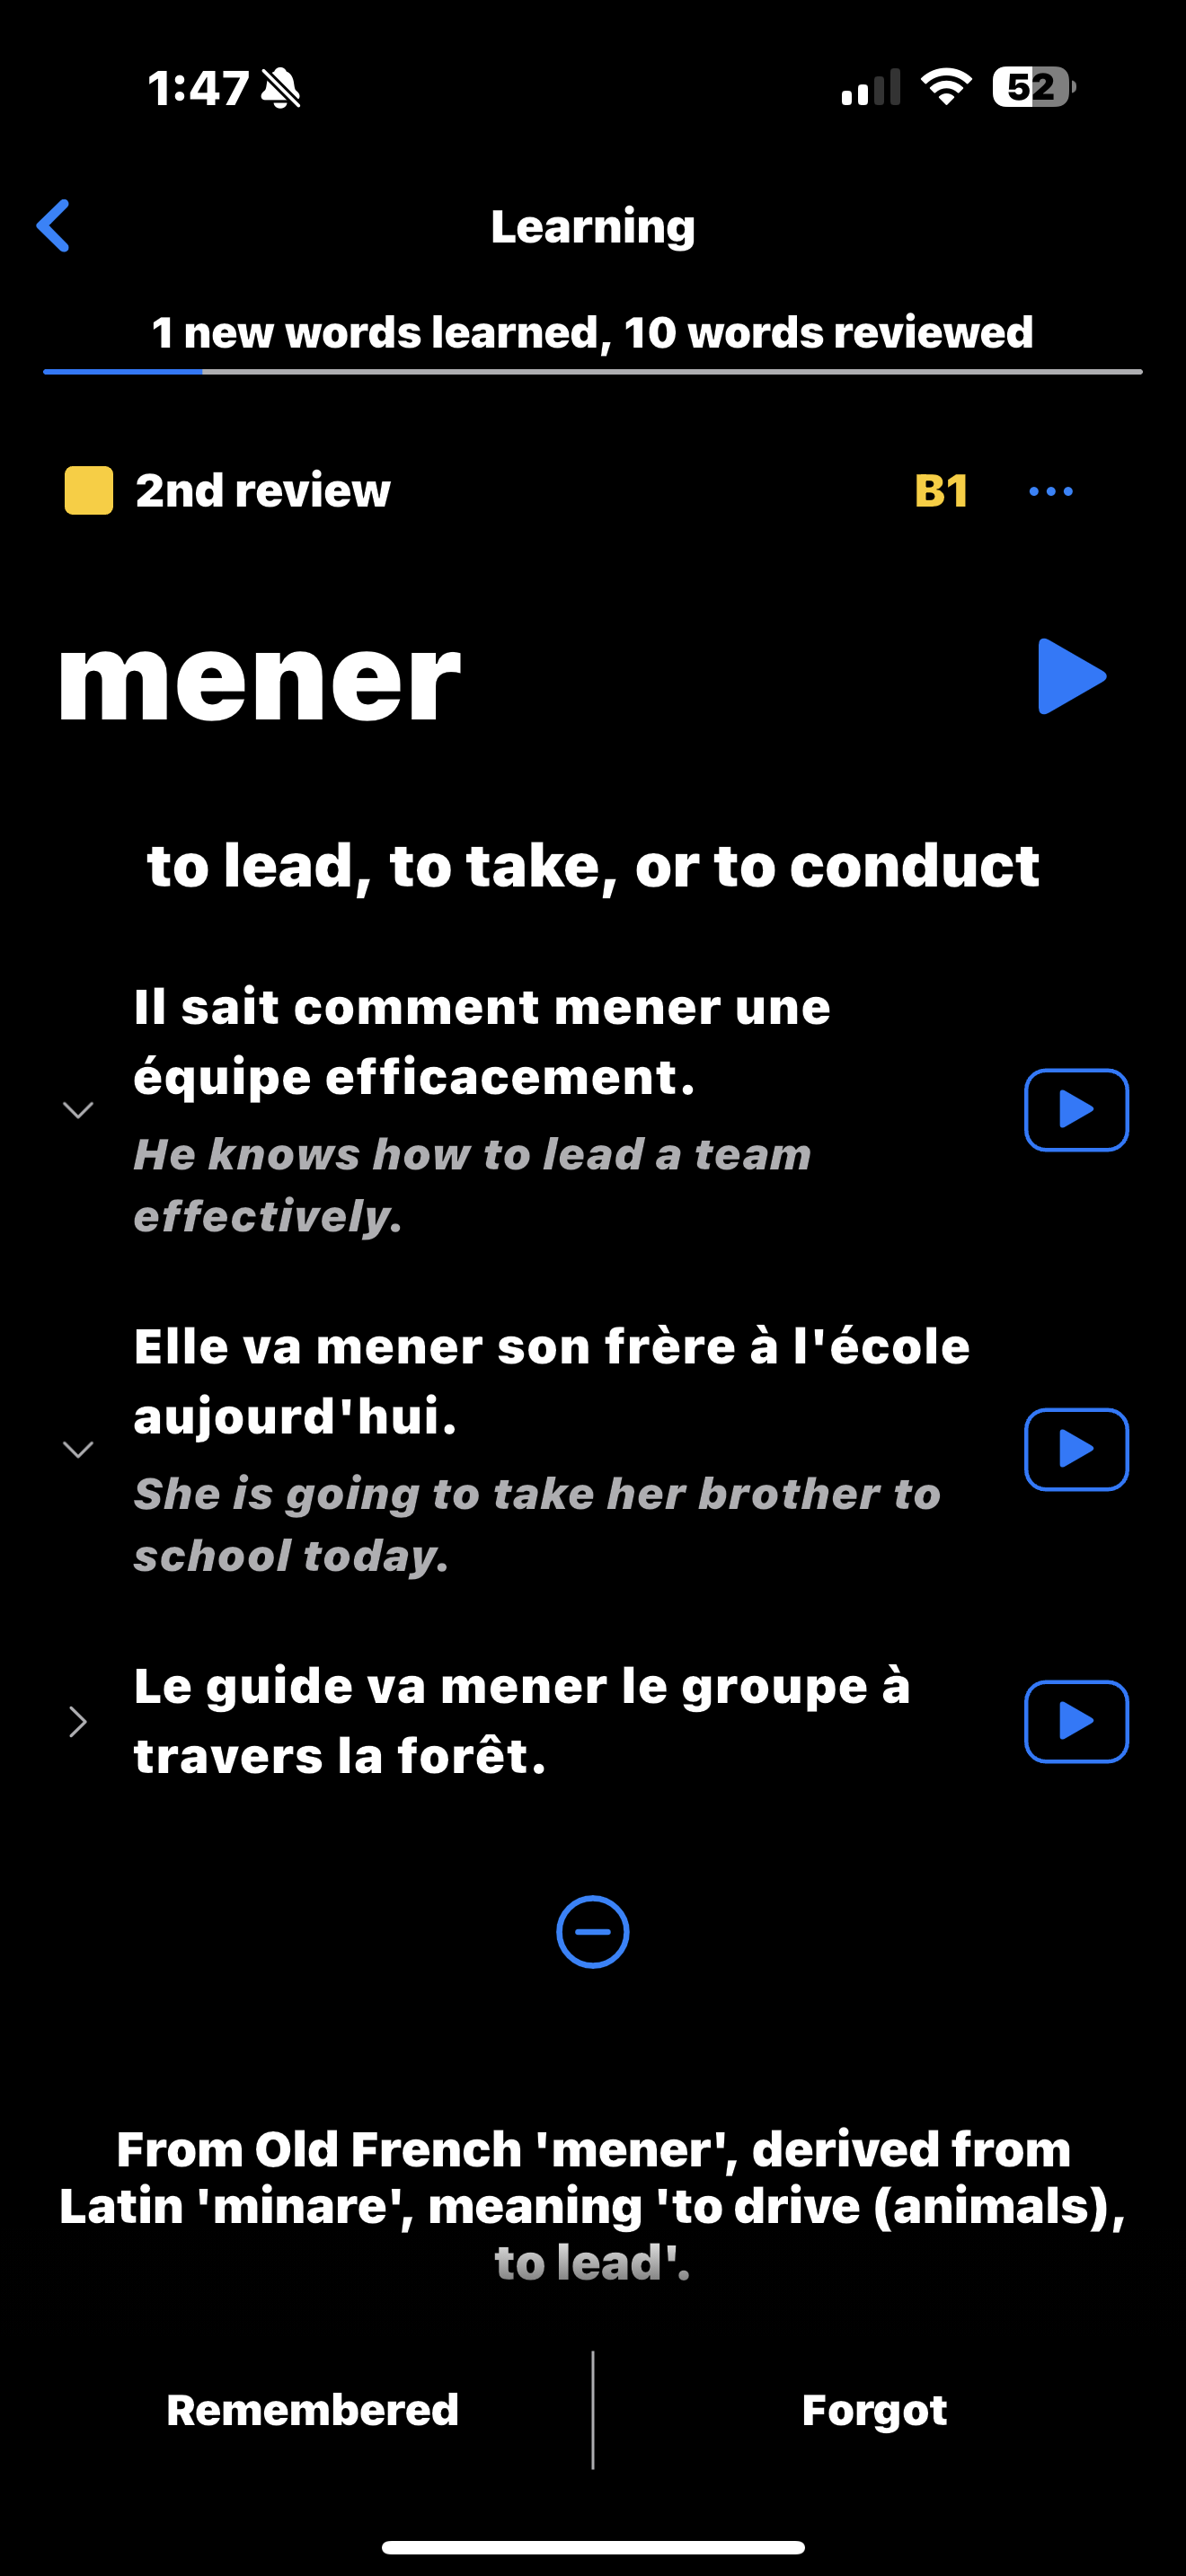 1:47
52
Learning
1 new words learned, 10 words reviewed
2nd review
B1
mener
to lead, to take, or to conduct
Il sait comment mener une
équipe efficacement.
He knows how to lead a team
effectively.
Elle va mener son frère à l'école
aujourd'hui.
She is going to take her brother to
school today.
Le guide va mener le groupe à
travers la forêt.
From Old French 'mener', derived from
Latin 'minare', meaning 'to drive (animals),
to lead'.
Remembered
Forgot